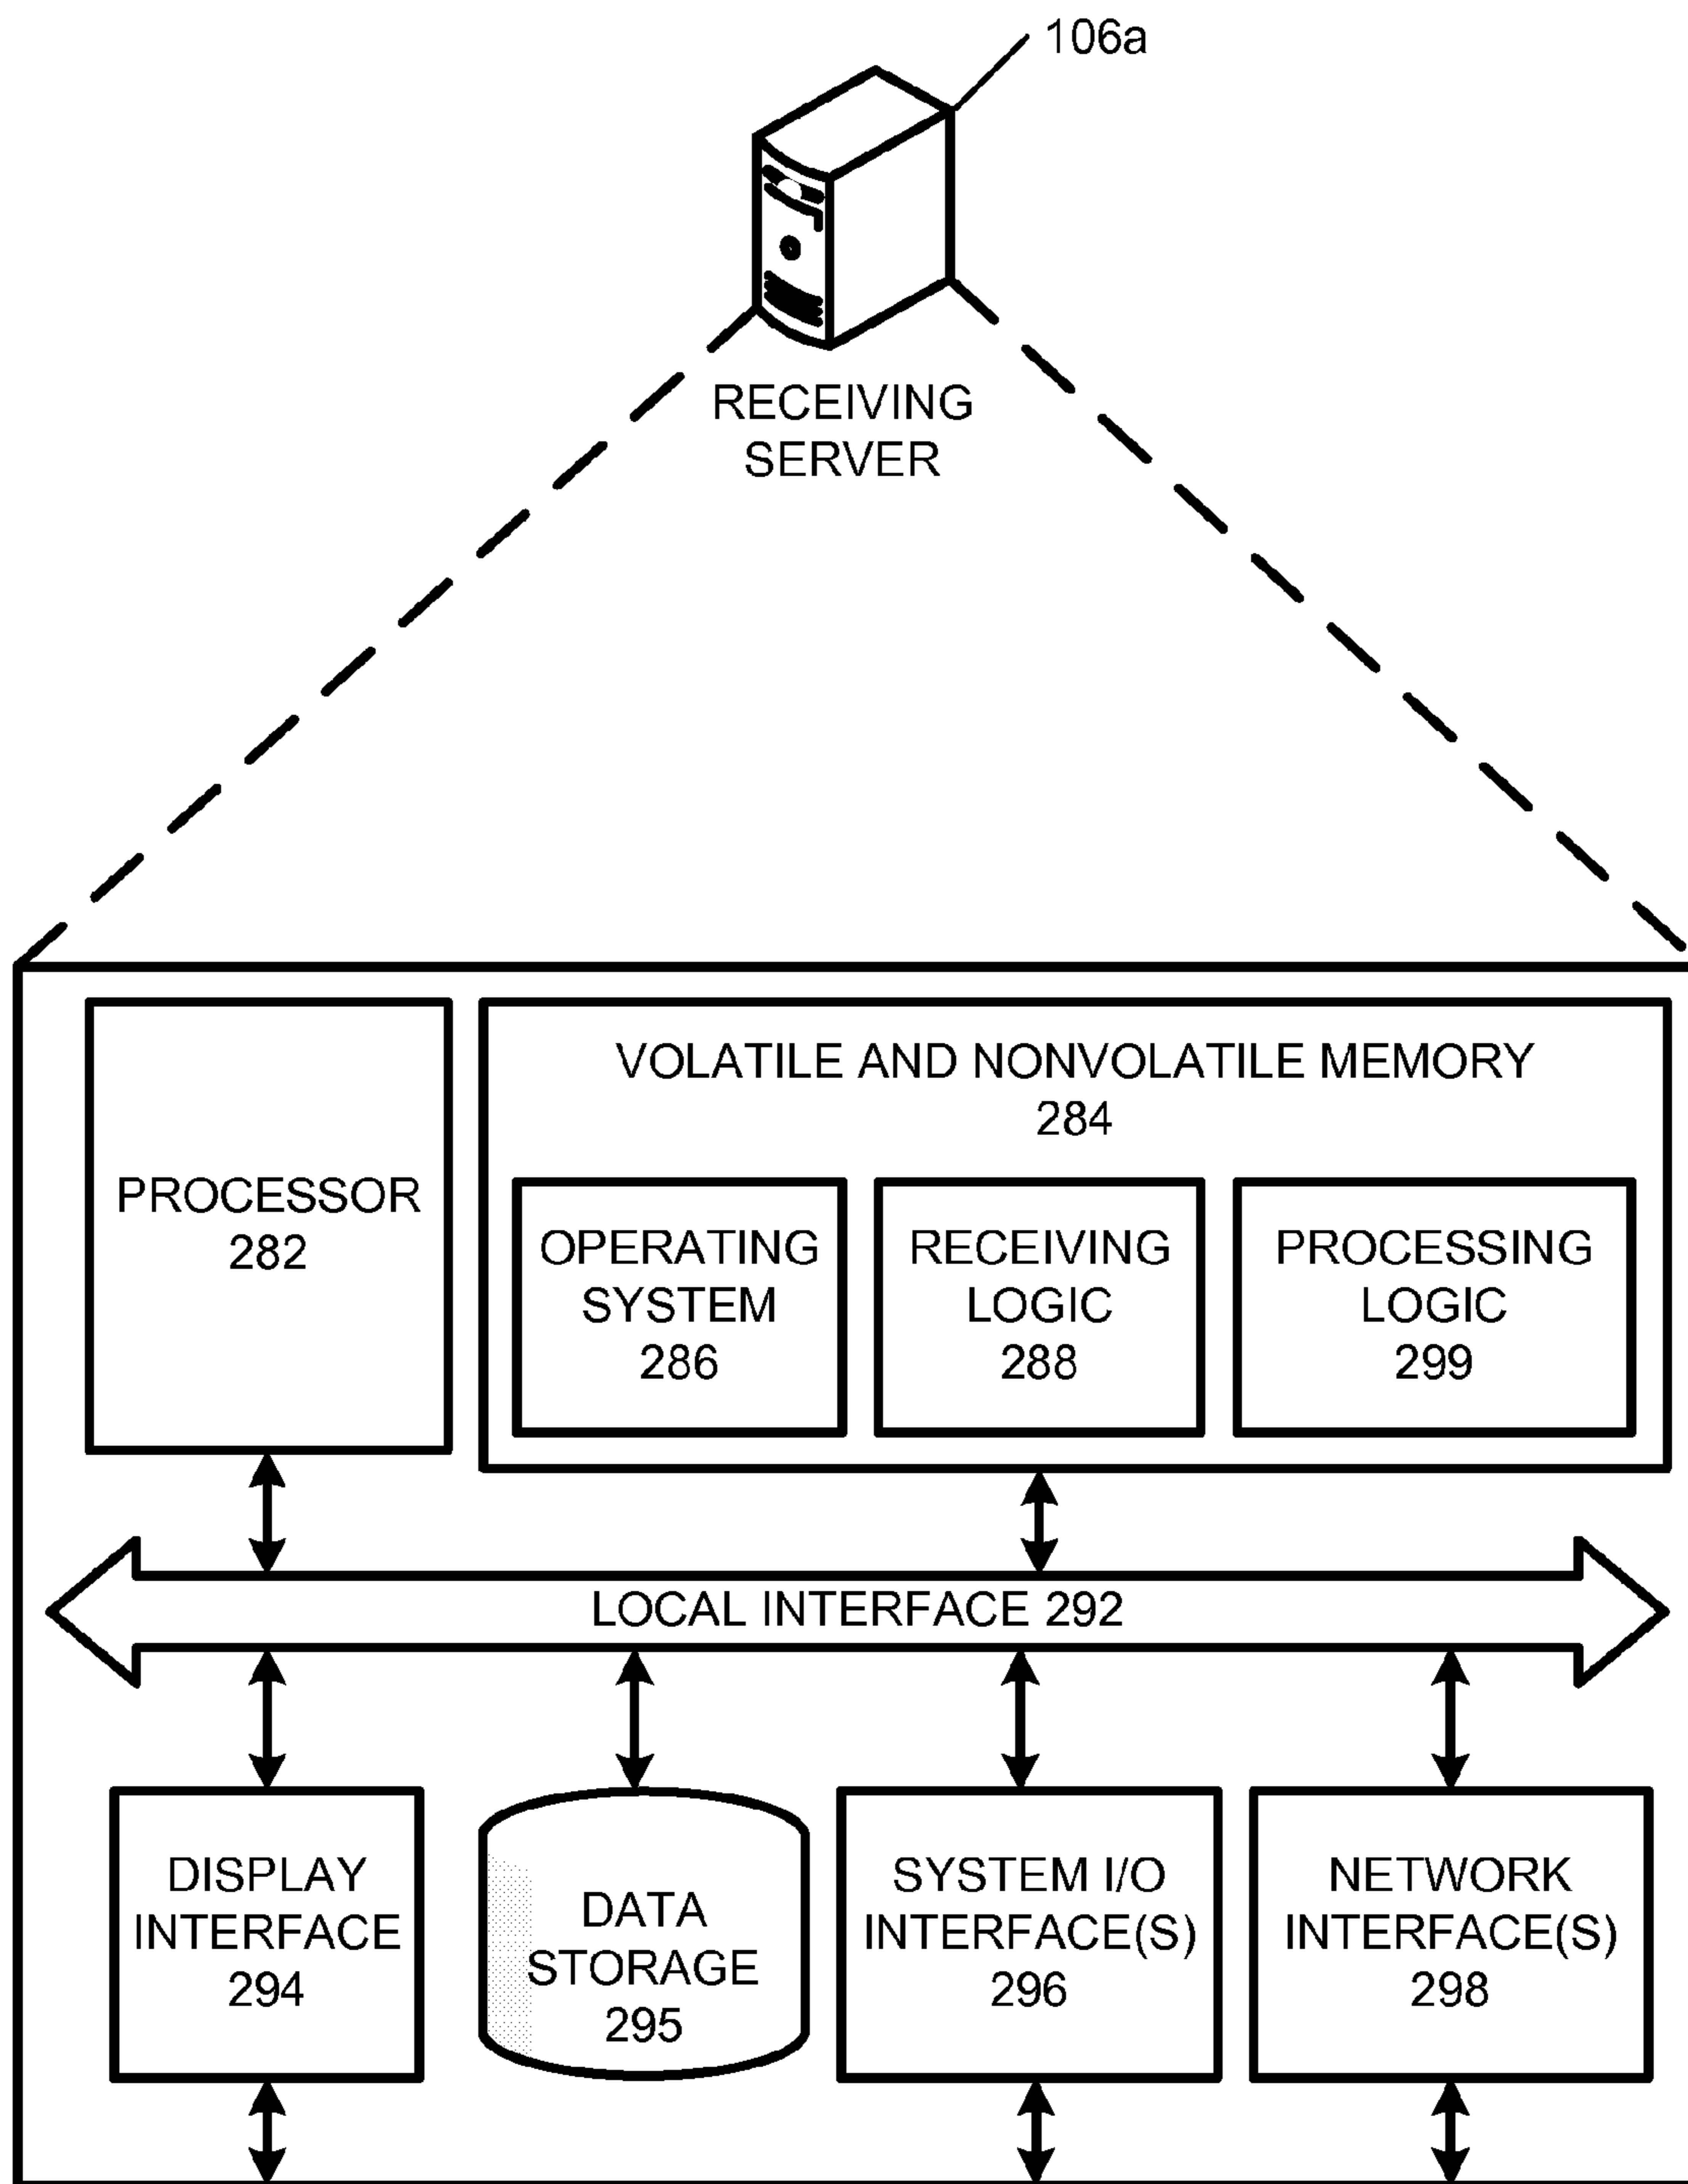 106a
RECEIVING
SERVER
VOLATILE AND NONVOLATILE MEMORY
284
PROCESSOR
282
OPERATING
SYSTEM
286
RECEIVING
LOGIC
288
PROCESSING
LOGIC
299
LOCAL INTERFACE 292
DISPLAY
INTERFACE
294
DATA
STORAGE
295
SYSTEM I/O
INTERFACE(S)
296
NETWORK
INTERFACE(S)
298